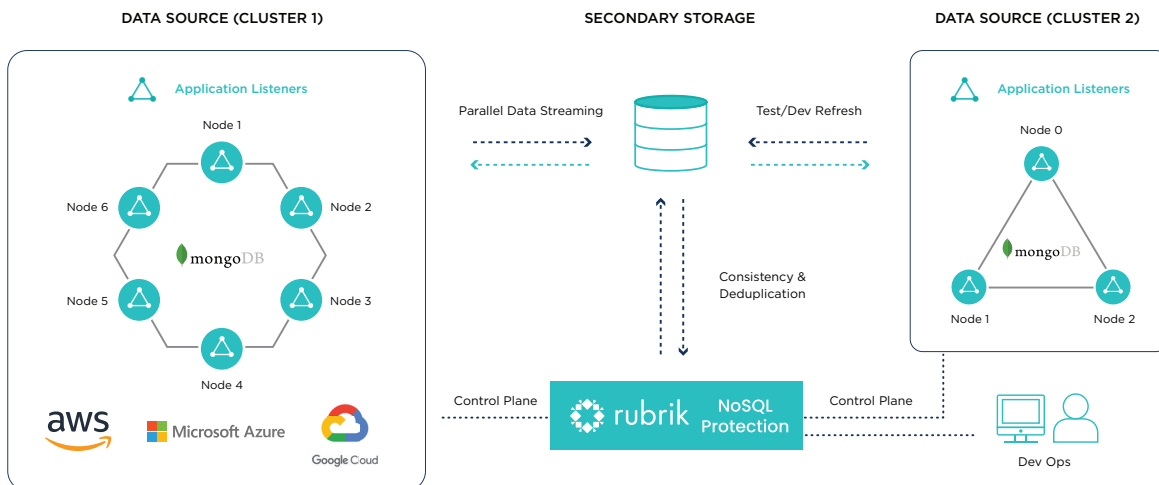 DATA SOURCE (CLUSTER 1)
SECONDARY STORAGE
DATA SOURCE (CLUSTER 2)
Application Listeners
Node 1
Node 2
Node 3
Node 4
Node 5
Node 6
mongoDB
aws
Microsoft Azure
Google Cloud
Parallel Data Streaming
Test/Dev Refresh
Consistency &
Deduplication
Control Plane
rubrik
NoSQL
Protection
Control Plane
Application Listeners
Node 0
mongoDB
Node 1
Node 2
Dev Ops